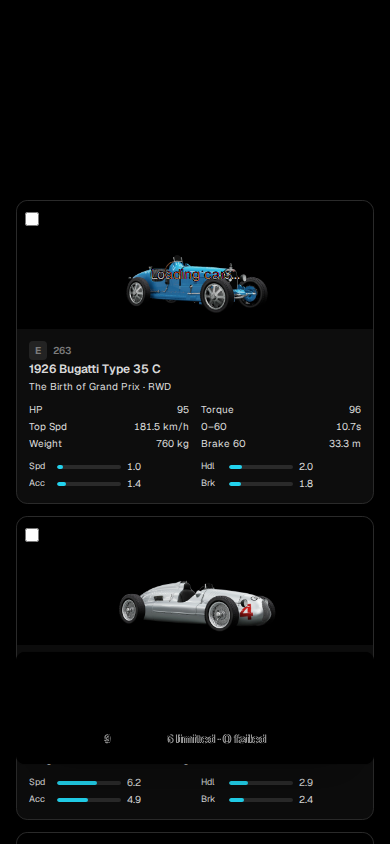 Loading cars...
E 263
1926 Bugatti Type 35 C
The Birth of Grand Prix · RWD
HP 95 Torque 96
Top Spd 181.5 km/h 0–60 10.7s
Weight 760 kg Brake 60 33.3 m
Spd 1.0 Hdl 2.0
Acc 1.4 Brk 1.8
4
Spd 6.2 Hdl 2.9
Acc 4.9 Brk 2.4